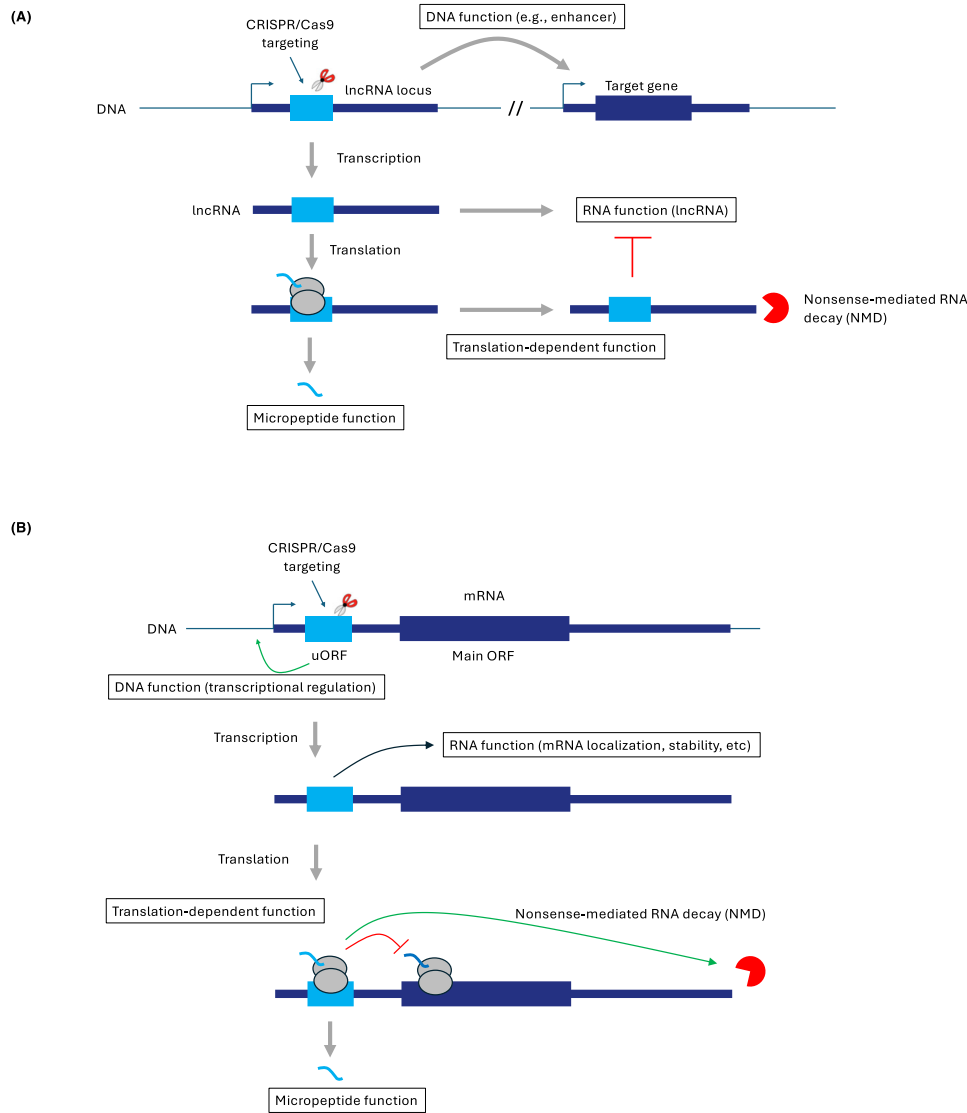 (A)
CRISPR/Cas9
targeting
DNA function (e.g., enhancer)
lncRNA locus
Target gene
DNA
//
Transcription
lncRNA
RNA function (lncRNA)
Translation
Nonsense-mediated RNA
decay (NMD)
Translation-dependent function
Micropeptide function
(B)
CRISPR/Cas9
targeting
mRNA
DNA
uORF
Main ORF
DNA function (transcriptional regulation)
Transcription
RNA function (mRNA localization, stability, etc)
Translation
Translation-dependent function
Nonsense-mediated RNA decay (NMD)
Micropeptide function